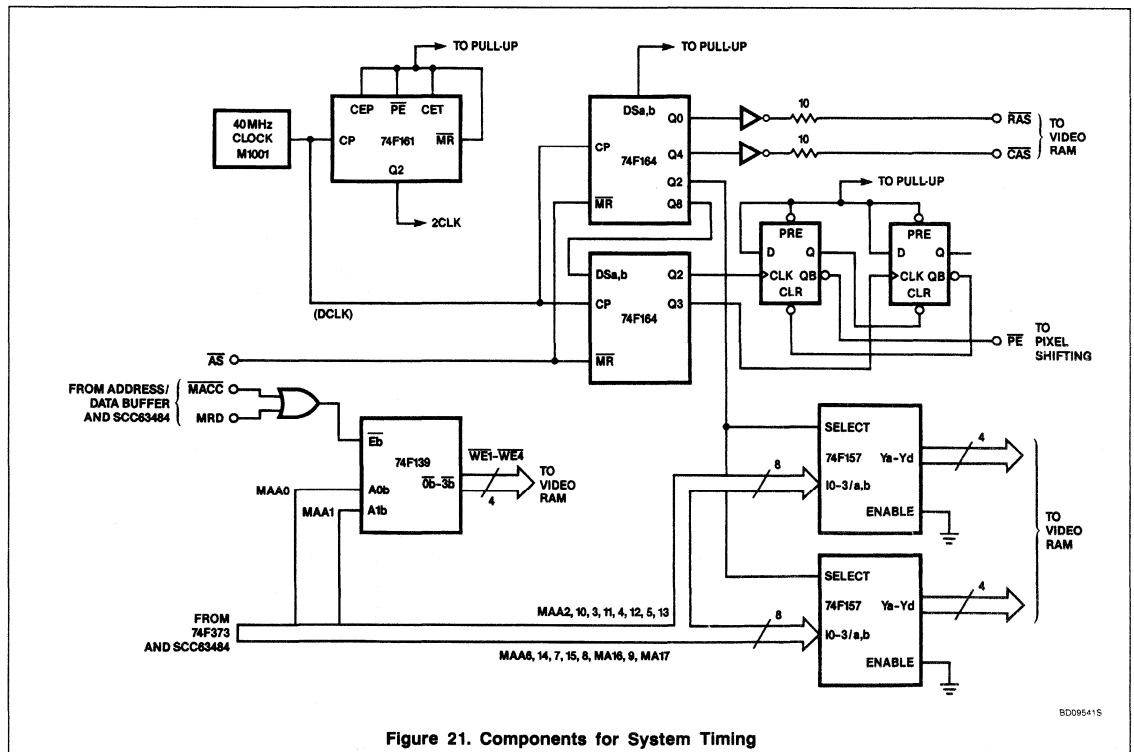 TO PULL-UP
TO PULL-UP
CEP PE CET
40MHz
CLOCK
M1001
CP
74F161
MR
Q2
2CLK
DSa,b
CP
74F164
MR
Q0
Q4
Q2
Q8
10
RAS
10
CAS
TO
VIDEO
RAM
TO PULL-UP
PRE
D Q
CLK QB
CLR
PRE
D Q
CLK QB
CLR
DSa,b
CP
74F164
MR
Q2
Q3
(DCLK)
AS
PE
TO
PIXEL
SHIFTING
FROM ADDRESS/
DATA BUFFER
AND SCC63484
MACC
MRD
Eb
74F139
0b-3b
A0b
A1b
WE1-WE4
4
TO
VIDEO
RAM
MAA0
MAA1
SELECT
74F157 Ya-Yd
I0-3/a,b
ENABLE
8
4
SELECT
74F157 Ya-Yd
I0-3/a,b
ENABLE
8
4
TO
VIDEO
RAM
FROM
74F373
AND SCC63484
MAA2, 10, 3, 11, 4, 12, 5, 13
MAA6, 14, 7, 15, 8, MA16, 9, MA17
BD09541S
Figure 21. Components for System Timing